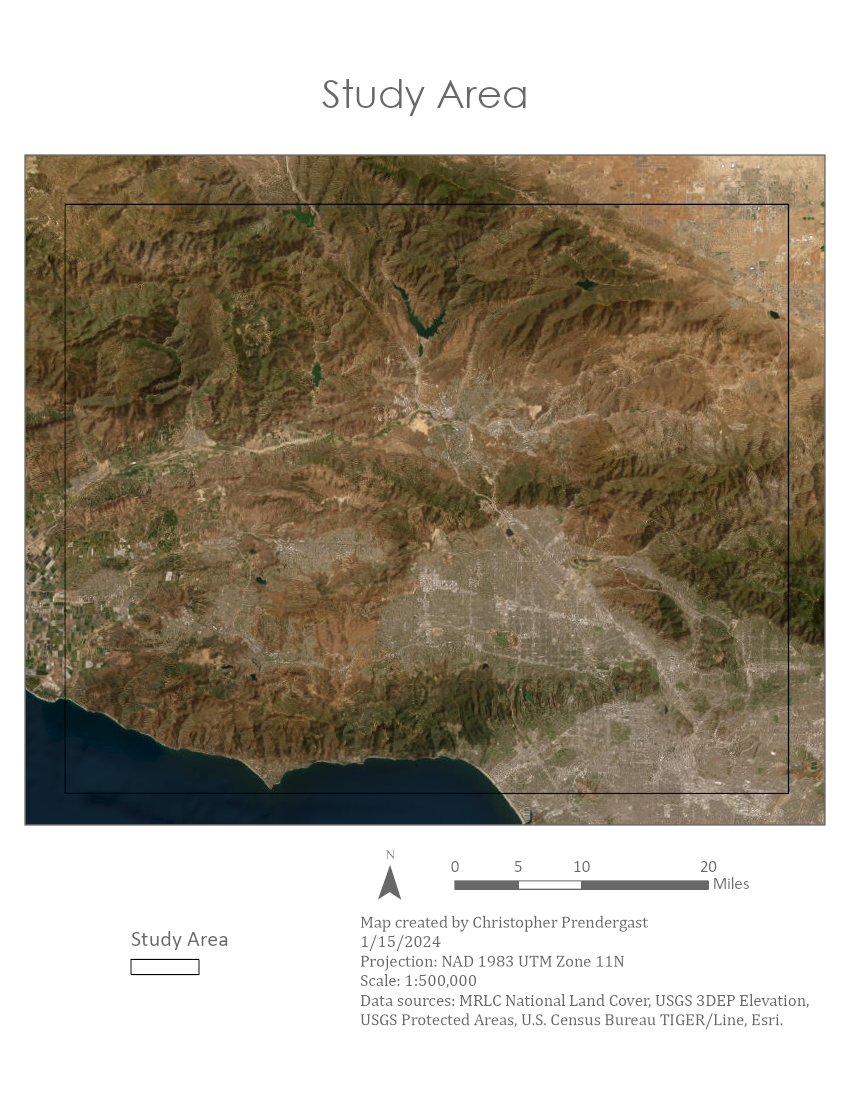 Study Area
N
0 5 10 20
Miles
Study Area
Map created by Christopher Prendergast
1/15/2024
Projection: NAD 1983 UTM Zone 11N
Scale: 1:500,000
Data sources: MRLC National Land Cover, USGS 3DEP Elevation,
USGS Protected Areas, U.S. Census Bureau TIGER/Line, Esri.